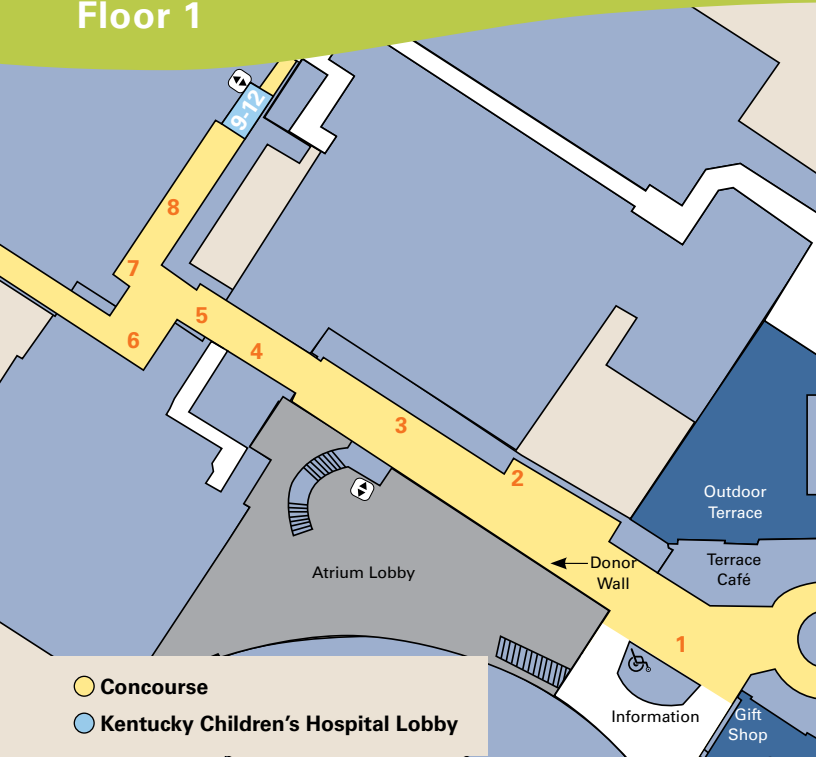 Floor 1
9-12
8
7
6
5
4
3
2
Outdoor
Terrace
Donor
Wall
Terrace
Café
Atrium Lobby
1
Information
Gift
Shop
Concourse
Kentucky Children's Hospital Lobby